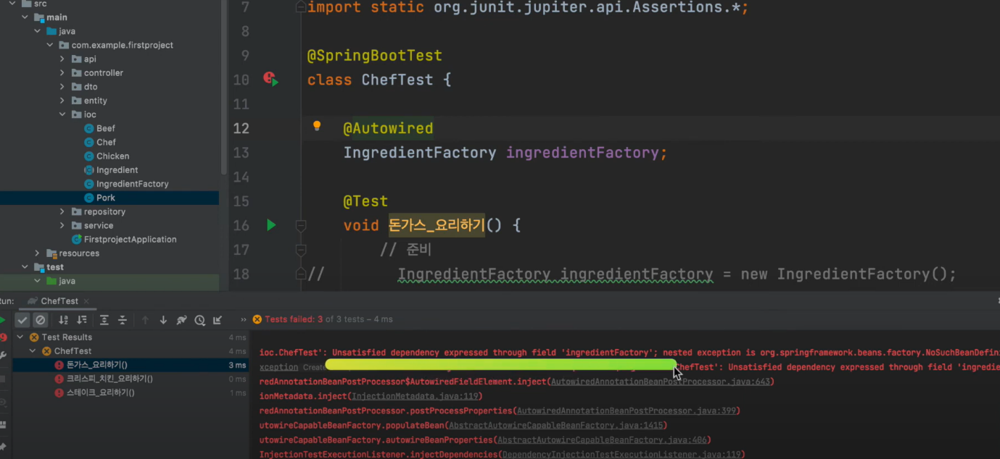 src
main
java
com.example.firstproject
api
controller
dto
entity
ioc
Beef
Chef
Chicken
Ingredient
IngredientFactory
Pork
repository
service
FirstprojectApplication
resources
test
java
7 import static org.junit.jupiter.api.Assertions.*;
8
9 @SpringBootTest
10 class ChefTest {
11
12 @Autowired
13 IngredientFactory ingredientFactory;
14
15 @Test
16 void 돈가스_요리하기() {
17 // 준비
18 // IngredientFactory ingredientFactory = new IngredientFactory();
Run: ChefTest
Tests failed: 3 of 3 tests – 4 ms
Test Results 4 ms
ChefTest 4 ms
돈가스_요리하기() 3 ms
크리스피_치킨_요리하기() 0 ms
스테이크_요리하기() 1 ms
ioc.ChefTest': Unsatisfied dependency expressed through field 'ingredientFactory'; nested exception is org.springframework.beans.factory.NoSuchBeanDefini
xception Create ChefTest': Unsatisfied dependency expressed through field 'ingredie
redAnnotationBeanPostProcessor$AutowiredFieldElement.inject(AutowiredAnnotationBeanPostProcessor.java:643)
ionMetadata.inject(InjectionMetadata.java:119)
redAnnotationBeanPostProcessor.postProcessProperties(AutowiredAnnotationBeanPostProcessor.java:399)
utowireCapableBeanFactory.populateBean(AbstractAutowireCapableBeanFactory.java:1415)
utowireCapableBeanFactory.autowireBeanProperties(AbstractAutowireCapableBeanFactory.java:406)
InjectionTestExecutionListener.injectDependencies(DependencyInjectionTestExecutionListener.java:119)